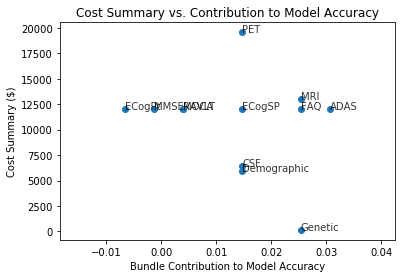 Cost Summary vs. Contribution to Model Accuracy
20000
17500
15000
12500
10000
7500
5000
2500
0
Cost Summary ($)
PET
MRI
ECogSP
FAQ
ADAS
CSF
Demographic
Genetic
−0.01
0.00
0.01
0.02
0.03
0.04
Bundle Contribution to Model Accuracy